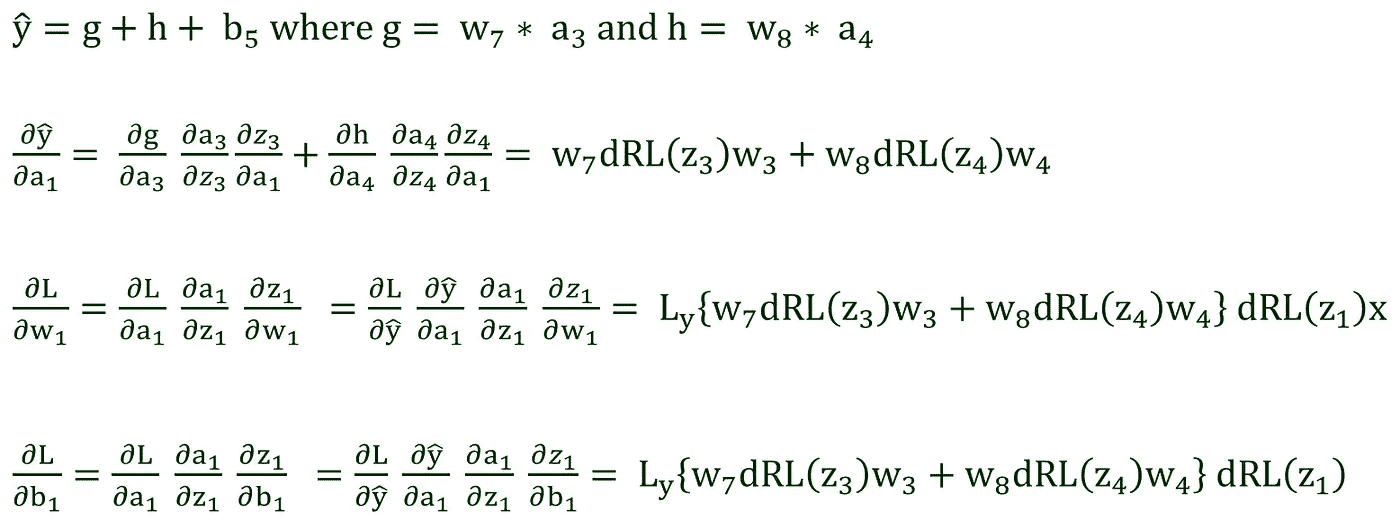 ŷ = g + h + b₅ where g = w₇ * a₃ and h = w₈ * a₄
∂ŷ/∂a₁ = ∂g/∂a₃ ∂a₃/∂z₃ ∂z₃/∂a₁ + ∂h/∂a₄ ∂a₄/∂z₄ ∂z₄/∂a₁ = w₇dRL(z₃)w₃ + w₈dRL(z₄)w₄
∂L/∂w₁ = ∂L/∂a₁ ∂a₁/∂z₁ ∂z₁/∂w₁ = ∂L/∂ŷ ∂ŷ/∂a₁ ∂a₁/∂z₁ ∂z₁/∂w₁ = Lᵧ{w₇dRL(z₃)w₃ + w₈dRL(z₄)w₄} dRL(z₁)x
∂L/∂b₁ = ∂L/∂a₁ ∂a₁/∂z₁ ∂z₁/∂b₁ = ∂L/∂ŷ ∂ŷ/∂a₁ ∂a₁/∂z₁ ∂z₁/∂b₁ = Lᵧ{w₇dRL(z₃)w₃ + w₈dRL(z₄)w₄} dRL(z₁)